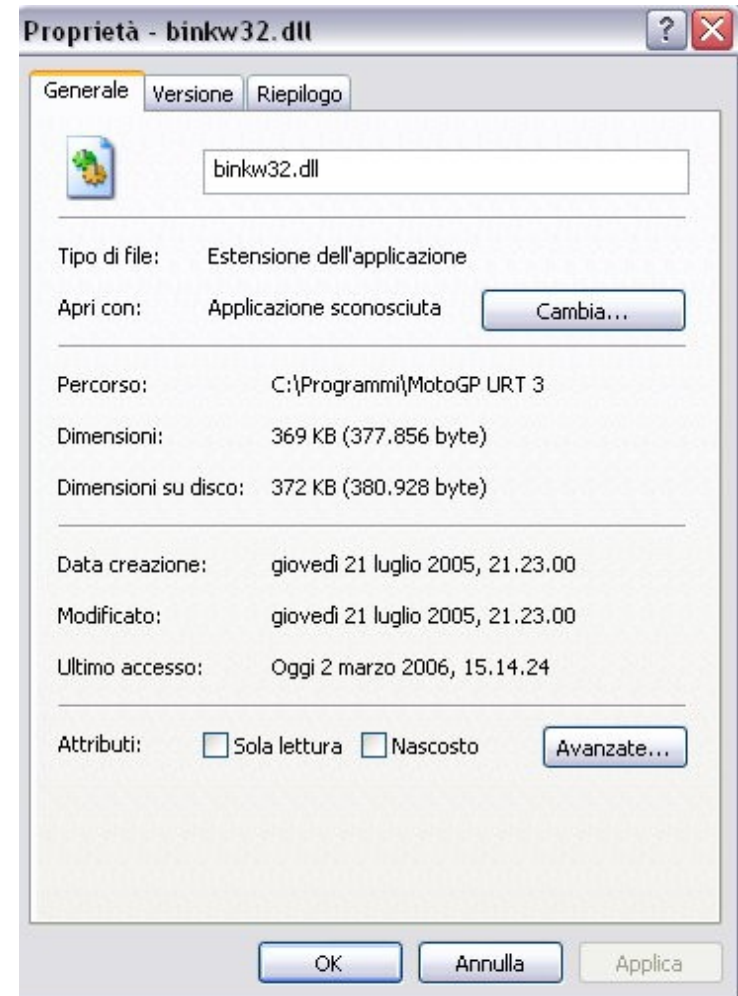 Proprietà - binkw32.dll
Generale Versione Riepilogo
binkw32.dll
Tipo di file: Estensione dell'applicazione
Apri con: Applicazione sconosciuta Cambia...
Percorso: C:\Programmi\MotoGP URT 3
Dimensioni: 369 KB (377.856 byte)
Dimensioni su disco: 372 KB (380.928 byte)
Data creazione: giovedì 21 luglio 2005, 21.23.00
Modificato: giovedì 21 luglio 2005, 21.23.00
Ultimo accesso: Oggi 2 marzo 2006, 15.14.24
Attributi: Sola lettura Nascosto Avanzate...
OK Annulla Applica